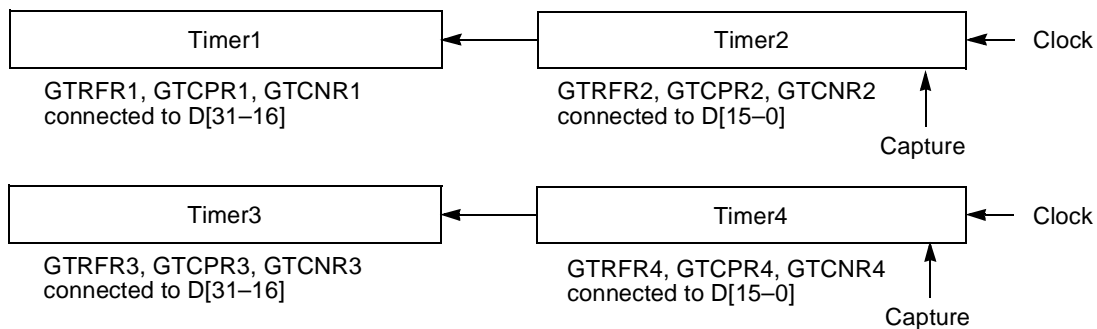 Timer1
Timer2
Clock
GTRFR1, GTCPR1, GTCNR1
connected to D[31–16]
GTRFR2, GTCPR2, GTCNR2
connected to D[15–0]
Capture
Timer3
Timer4
Clock
GTRFR3, GTCPR3, GTCNR3
connected to D[31–16]
GTRFR4, GTCPR4, GTCNR4
connected to D[15–0]
Capture